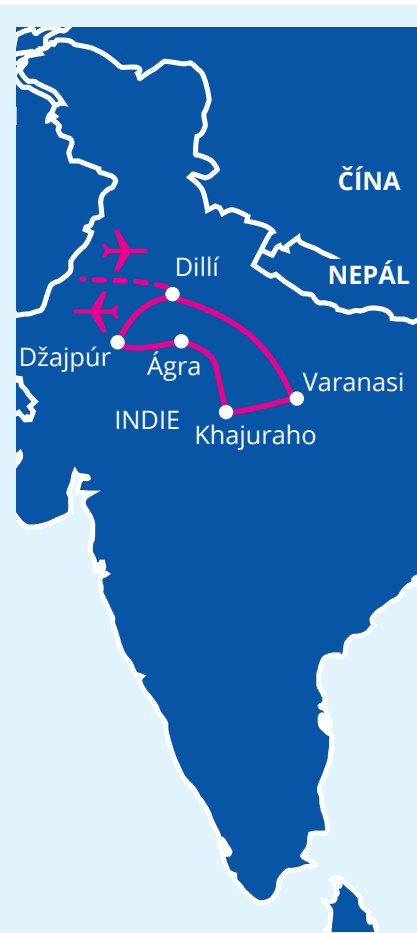 ČÍNA
NEPÁL
Dillí
Džajpúr
Ágra
Varanasi
INDIE
Khajuraho